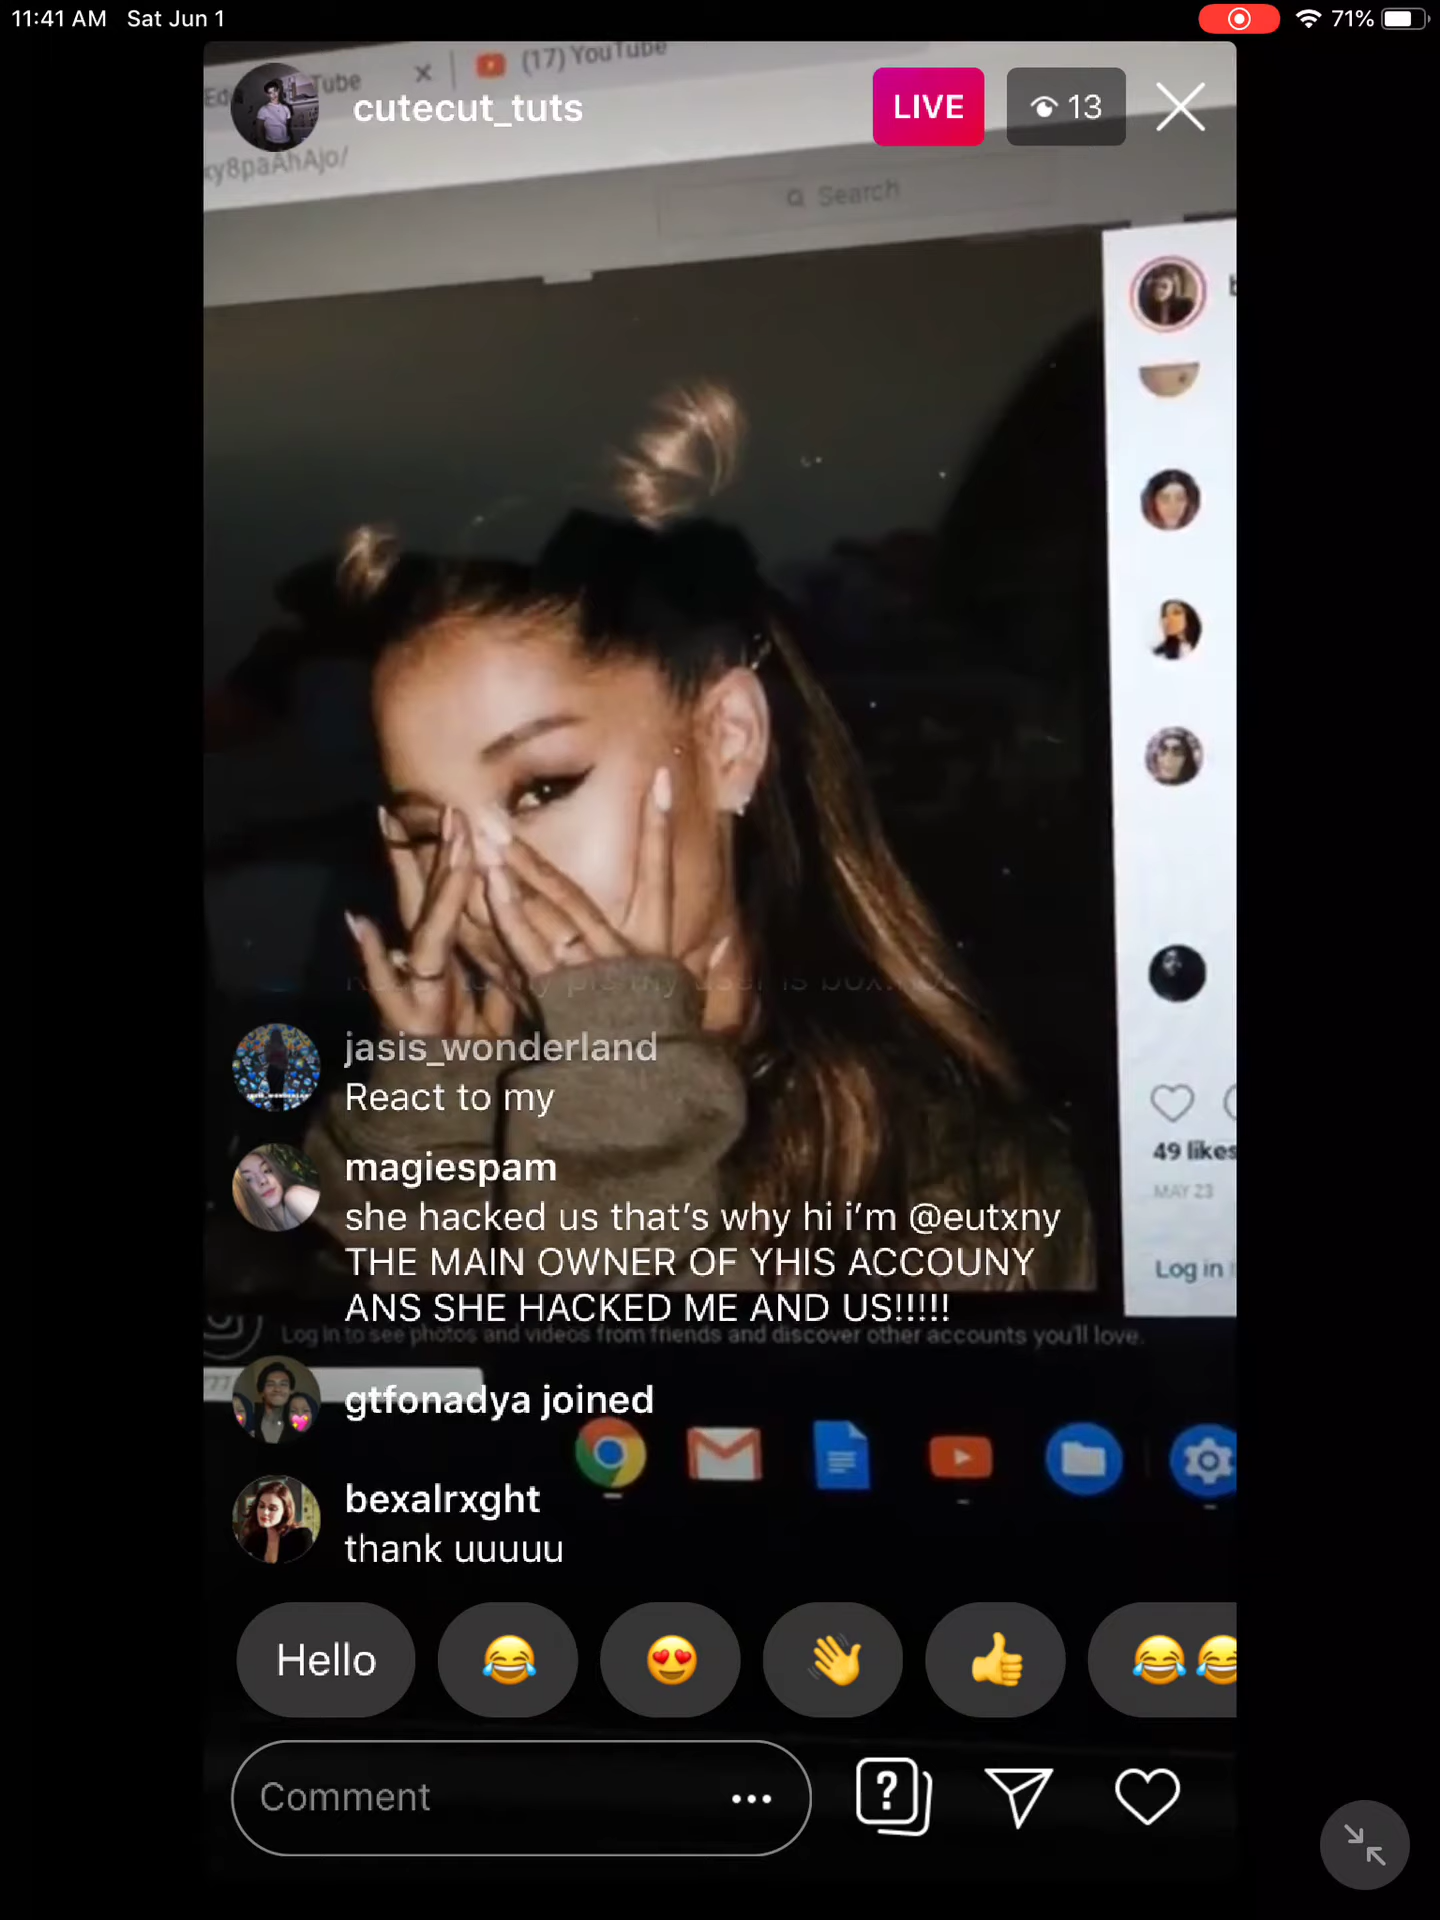 11:41 AM Sat Jun 1
71%
Tube
(17) YouTube
cutecut_tuts
LIVE
13
xy8paAhAjo/
Search
jasis_wonderland
React to my
magiespam
she hacked us that's why hi i'm @eutxny
THE MAIN OWNER OF YHIS ACCOUNY
ANS SHE HACKED ME AND US!!!!!
49 likes
MAY 23
Log in
Log in to see photos and videos from friends and discover other accounts you'll love.
gtfonadya joined
bexalrxght
thank uuuuu
Hello
Comment